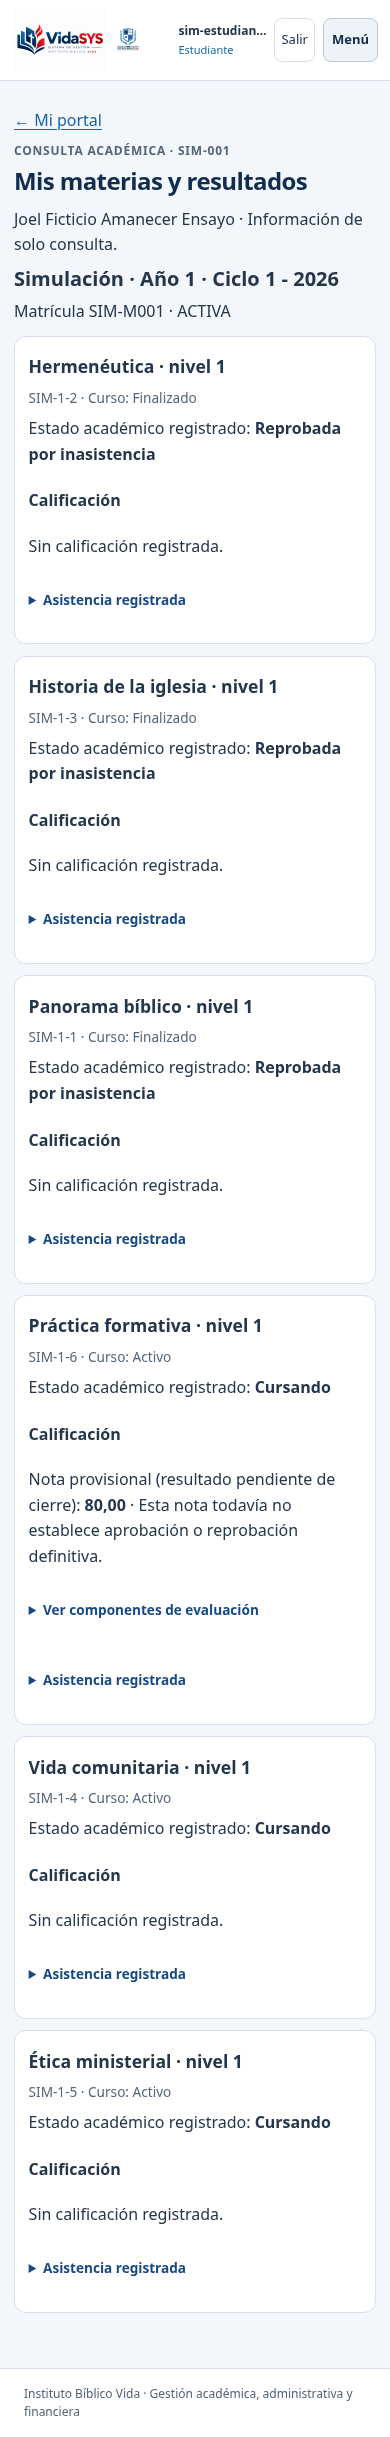 VidaSYS
sim-estudian...
Estudiante
Salir
Menú
← Mi portal
CONSULTA ACADÉMICA · SIM-001
Mis materias y resultados
Joel Ficticio Amanecer Ensayo · Información de
solo consulta.
Simulación · Año 1 · Ciclo 1 - 2026
Matrícula SIM-M001 · ACTIVA
Hermenéutica · nivel 1
SIM-1-2 · Curso: Finalizado
Estado académico registrado: Reprobada
por inasistencia
Calificación
Sin calificación registrada.
▶ Asistencia registrada
Historia de la iglesia · nivel 1
SIM-1-3 · Curso: Finalizado
Estado académico registrado: Reprobada
por inasistencia
Calificación
Sin calificación registrada.
▶ Asistencia registrada
Panorama bíblico · nivel 1
SIM-1-1 · Curso: Finalizado
Estado académico registrado: Reprobada
por inasistencia
Calificación
Sin calificación registrada.
▶ Asistencia registrada
Práctica formativa · nivel 1
SIM-1-6 · Curso: Activo
Estado académico registrado: Cursando
Calificación
Nota provisional (resultado pendiente de
cierre): 80,00 · Esta nota todavía no
establece aprobación o reprobación
definitiva.
▶ Ver componentes de evaluación
▶ Asistencia registrada
Vida comunitaria · nivel 1
SIM-1-4 · Curso: Activo
Estado académico registrado: Cursando
Calificación
Sin calificación registrada.
▶ Asistencia registrada
Ética ministerial · nivel 1
SIM-1-5 · Curso: Activo
Estado académico registrado: Cursando
Calificación
Sin calificación registrada.
▶ Asistencia registrada
Instituto Bíblico Vida · Gestión académica, administrativa y
financiera